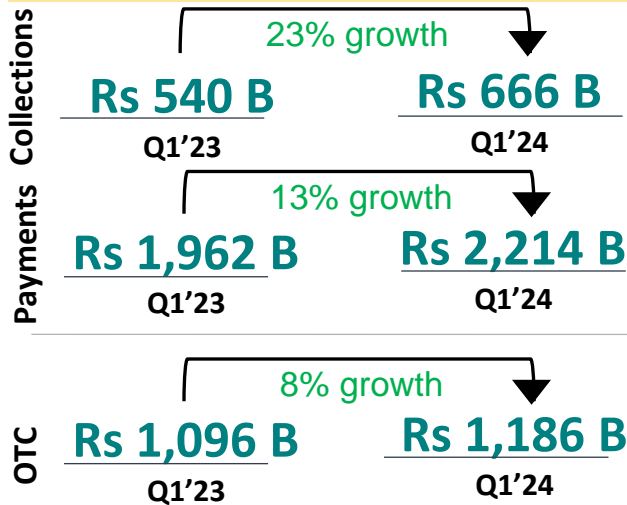 Collections
23% growth
Rs 540 B
Rs 666 B
Q1’23
Q1’24
Payments
13% growth
Rs 1,962 B
Rs 2,214 B
Q1’23
Q1’24
OTC
8% growth
Rs 1,096 B
Rs 1,186 B
Q1’23
Q1’24